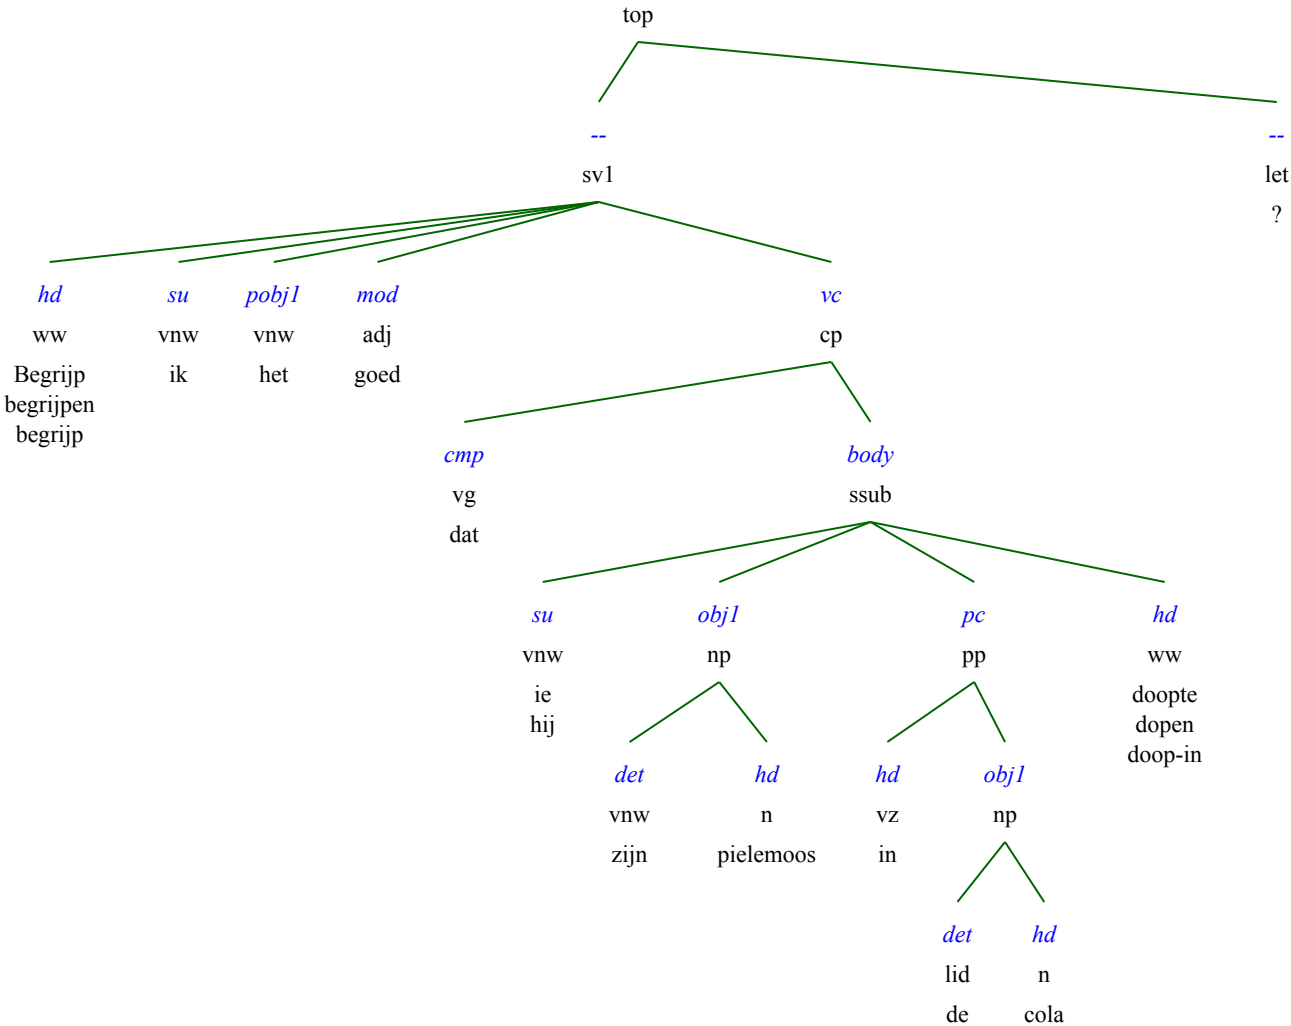 top
-- --
sv1 let
?
hd su pobj1 mod vc
ww vnw vnw adj cp
Begrijp ik het goed
begrijpen
begrijp
cmp body
vg ssub
dat
su obj1 pc hd
vnw np pp ww
ie doopte
hij dopen
doop-in
det hd hd obj1
vnw n vz np
zijn pielemoos in
det hd
lid n
de cola